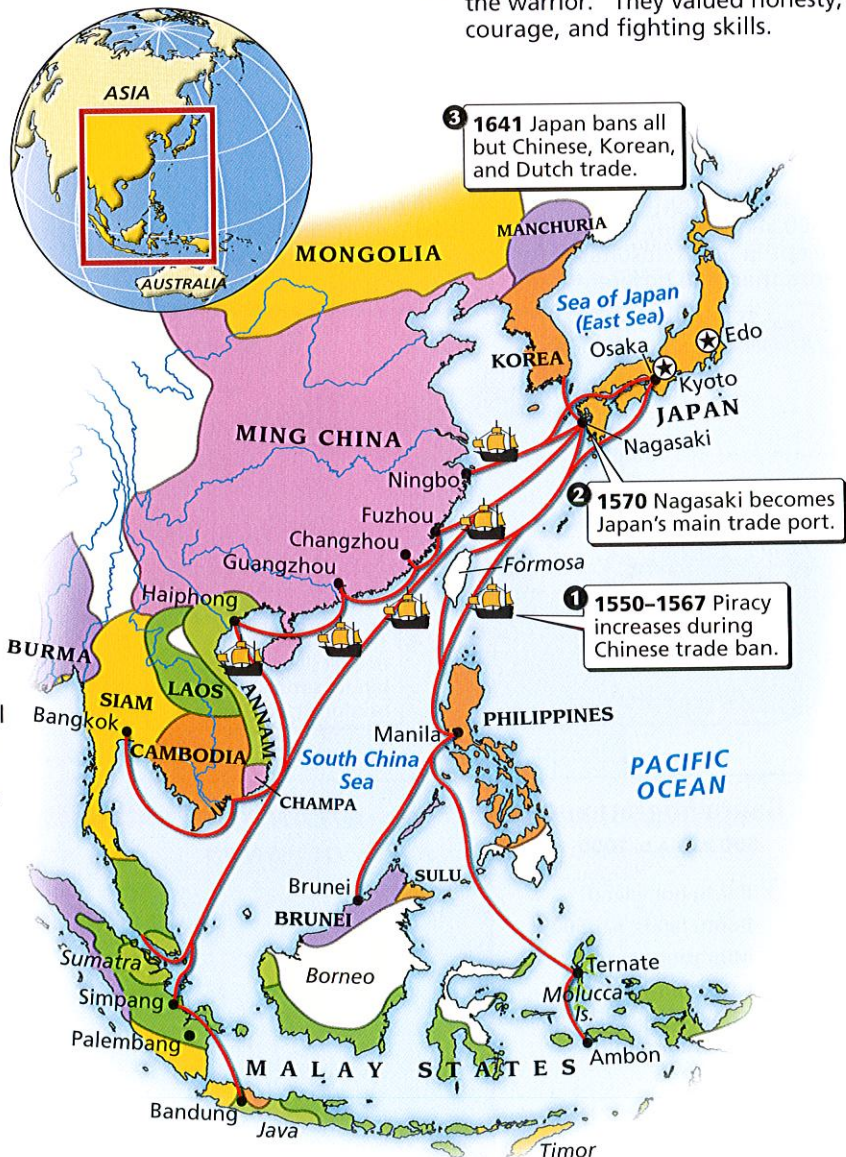 the warrior." They valued honesty,
courage, and fighting skills.
ASIA
AUSTRALIA
3 1641 Japan bans all
but Chinese, Korean,
and Dutch trade.
MONGOLIA
MANCHURIA
Sea of Japan
(East Sea)
KOREA
Osaka
Edo
Kyoto
JAPAN
MING CHINA
Nagasaki
Ningbo
2 1570 Nagasaki becomes
Japan's main trade port.
Fuzhou
Changzhou
Guangzhou
Formosa
Haiphong
1 1550–1567 Piracy
increases during
Chinese trade ban.
BURMA
SIAM
LAOS
ANNAM
Bangkok
CAMBODIA
Manila
PHILIPPINES
South China
Sea
PACIFIC
OCEAN
CHAMPA
Brunei
SULU
BRUNEI
Sumatra
Borneo
Ternate
Simpang
Molucca
Is.
Palembang
MALAY STATES
Ambon
Bandung
Java
Timor